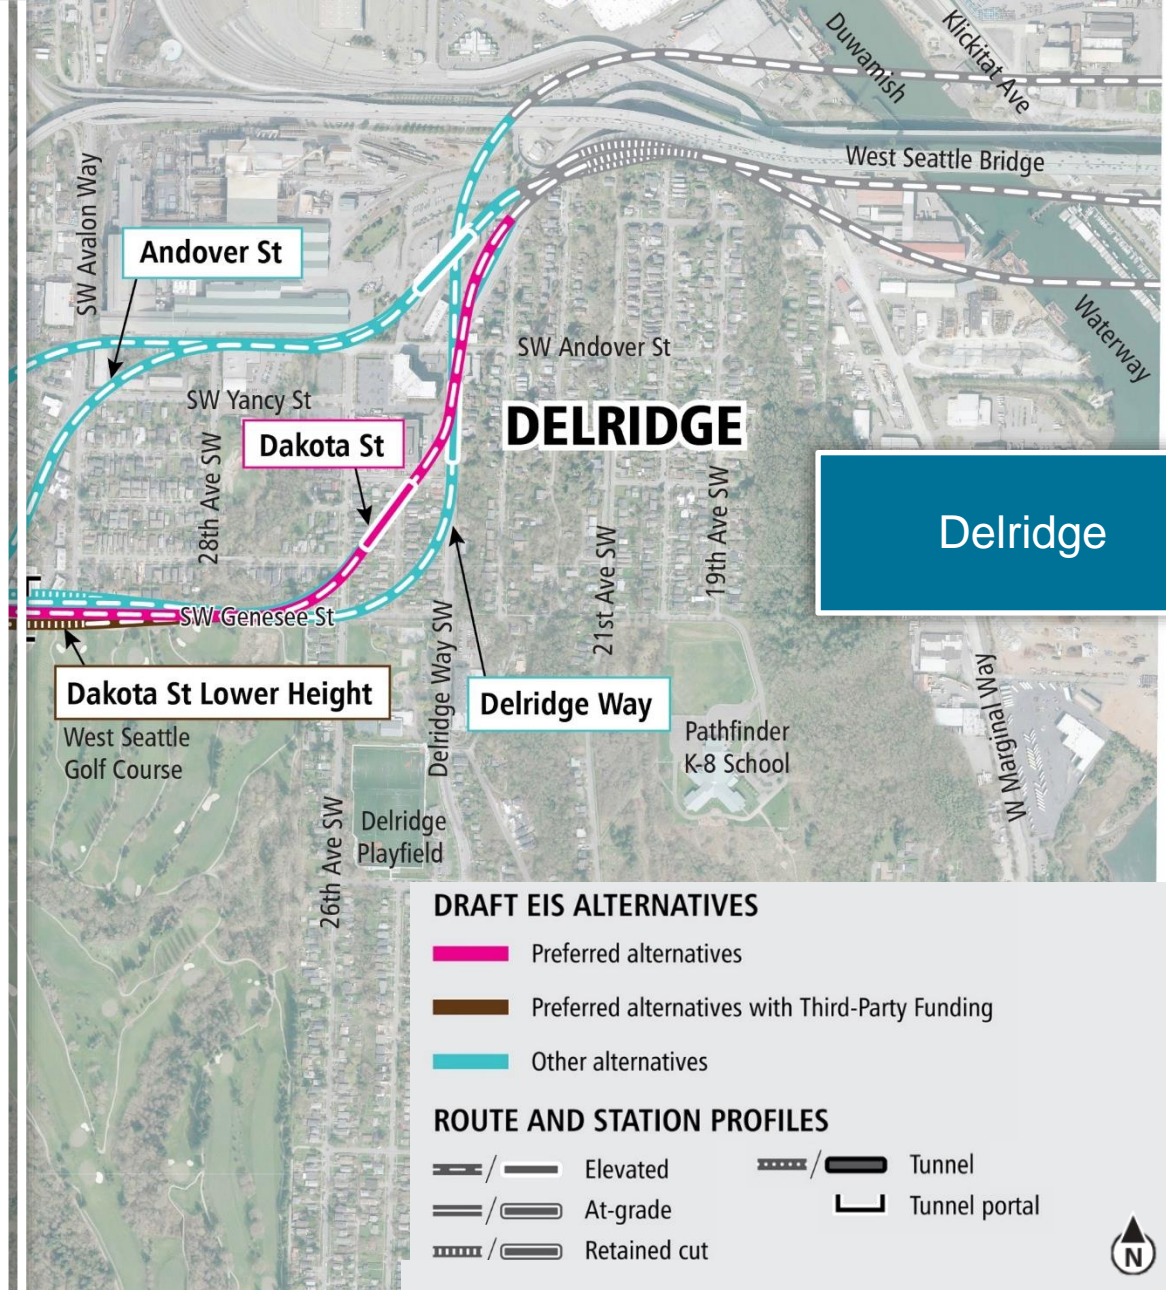 Duwamish
Klickitat Ave
West Seattle Bridge
SW Avalon Way
Andover St
Waterway
SW Andover St
SW Yancy St
DELRIDGE
Dakota St
28th Ave SW
19th Ave SW
21st Ave SW
Delridge
SW Genesee St
Delridge Way SW
Dakota St Lower Height
Delridge Way
West Seattle
Golf Course
Pathfinder
K-8 School
W Marginal Way
26th Ave SW
Delridge
Playfield
DRAFT EIS ALTERNATIVES
Preferred alternatives
Preferred alternatives with Third-Party Funding
Other alternatives
ROUTE AND STATION PROFILES
Elevated
At-grade
Retained cut
Tunnel
Tunnel portal
N